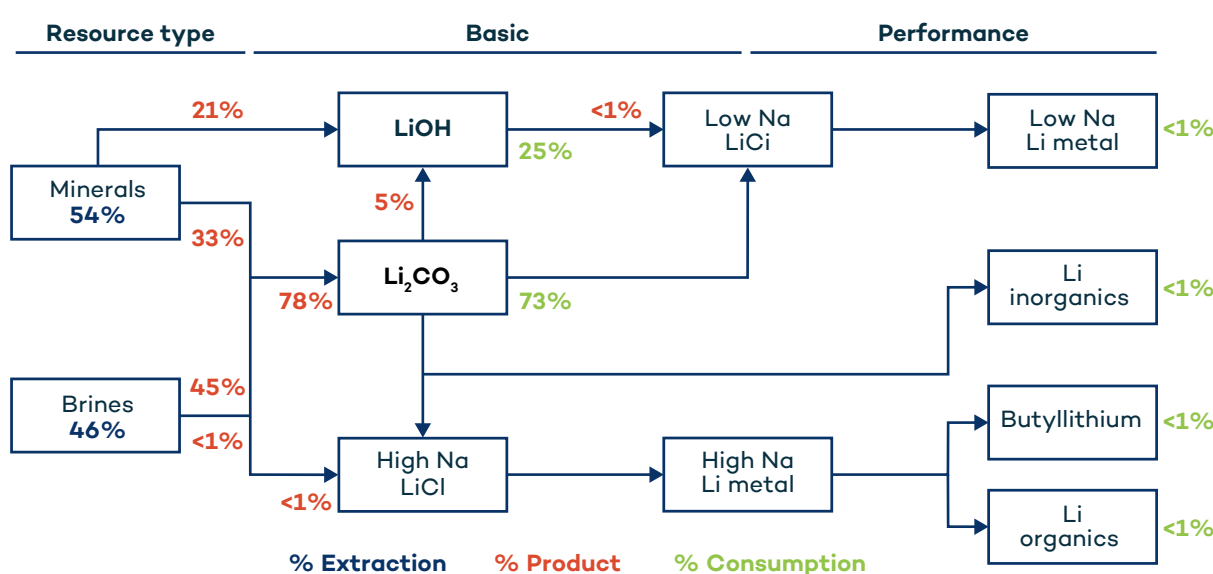 Resource type
Basic
Performance
21%
LiOH
<1%
25%
Low Na
LiCi
Low Na
Li metal
<1%
Minerals
54%
33%
5%
Li₂CO₃
78%
73%
Li
inorganics
<1%
Brines
46%
45%
<1%
<1%
High Na
LiCl
High Na
Li metal
Butyllithium
<1%
Li
organics
<1%
% Extraction
% Product
% Consumption